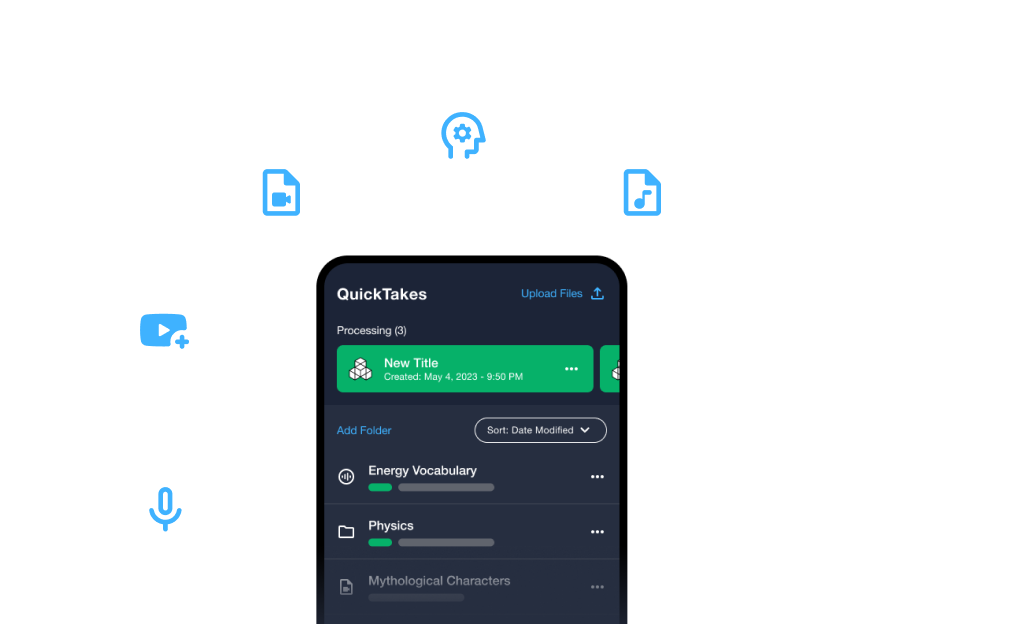 QuickTakes
Upload Files
Processing (3)
New Title
Created: May 4, 2023 - 9:50 PM
Add Folder
Sort: Date Modified
Energy Vocabulary
Physics
Mythological Characters